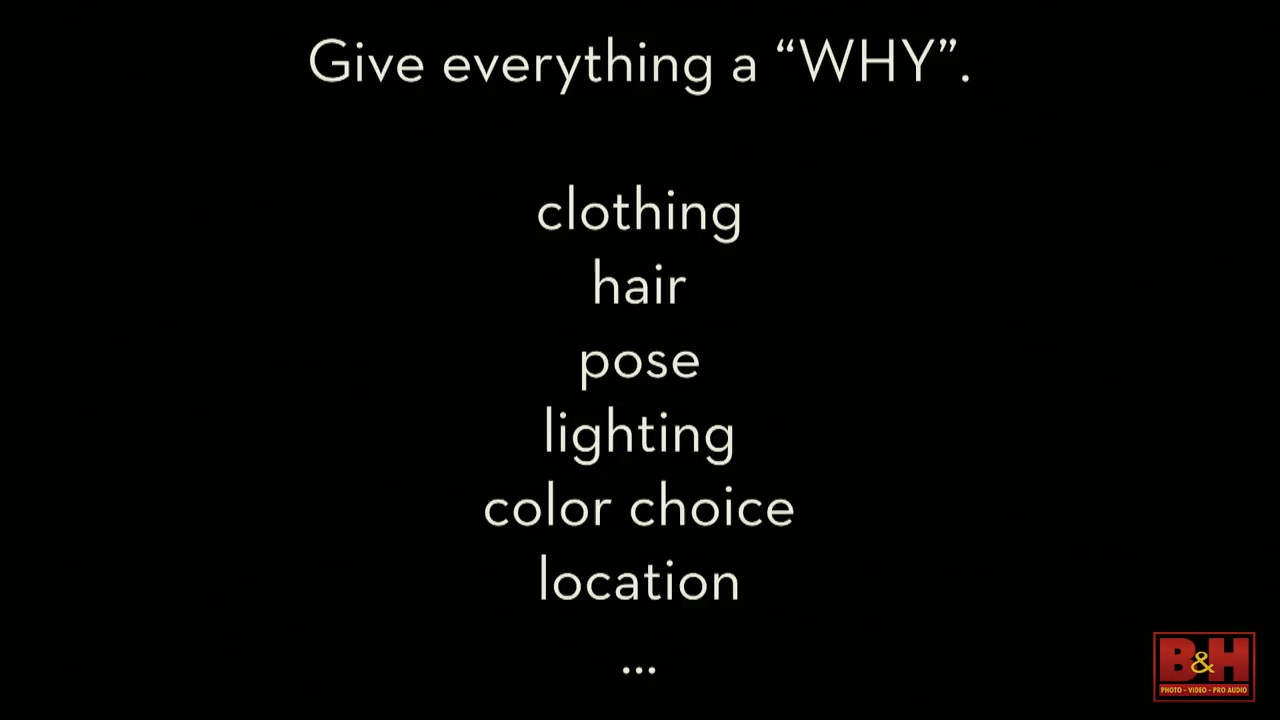 Give everything a “WHY”.
clothing
hair
pose
lighting
color choice
location
...
B&H
PHOTO - VIDEO - PRO AUDIO